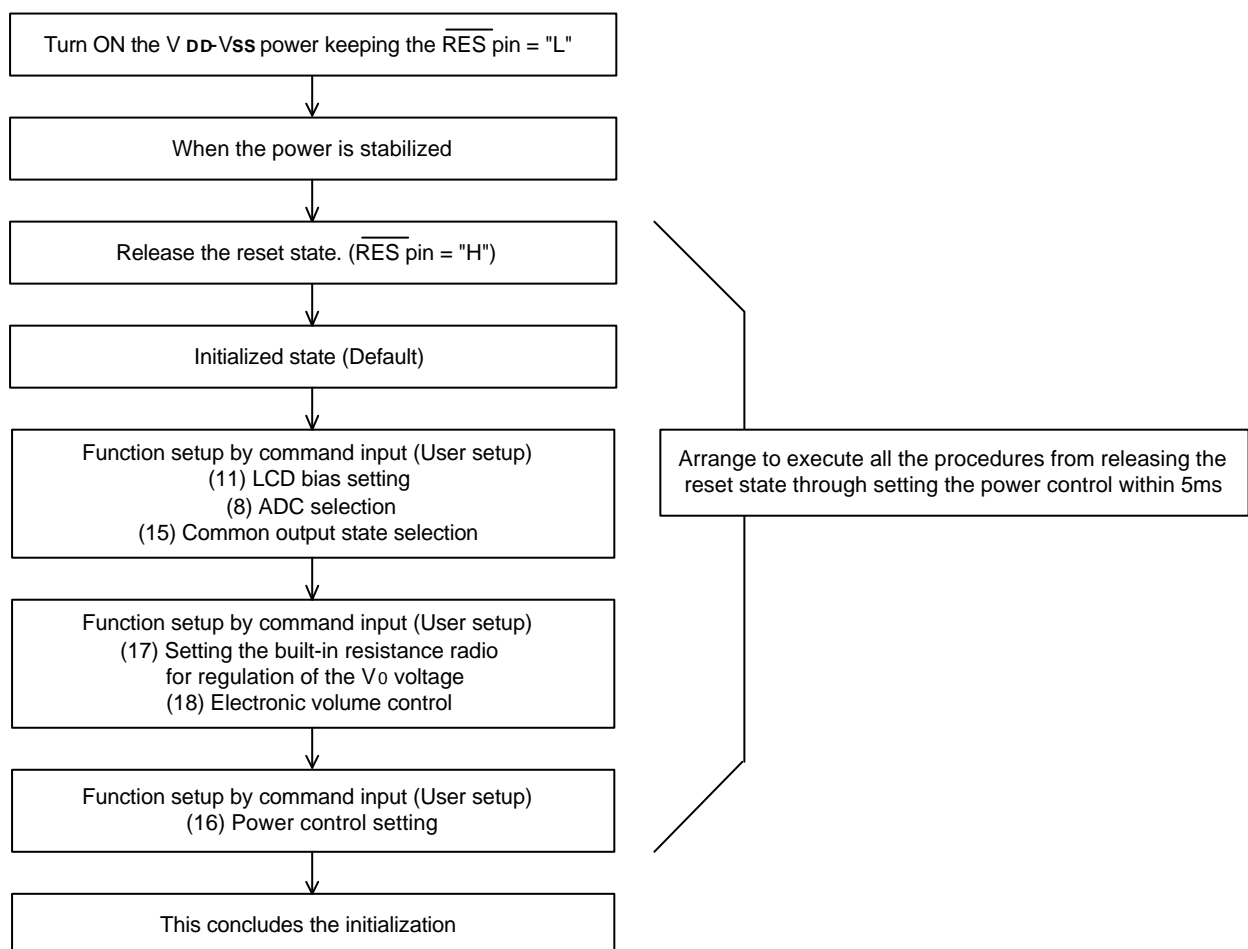 Turn ON the VDD-VSS power keeping the RES pin = "L"
When the power is stabilized
Release the reset state. (RES pin = "H")
Initialized state (Default)
Function setup by command input (User setup)
(11) LCD bias setting
(8) ADC selection
(15) Common output state selection
Arrange to execute all the procedures from releasing the
reset state through setting the power control within 5ms
Function setup by command input (User setup)
(17) Setting the built-in resistance radio
for regulation of the V0 voltage
(18) Electronic volume control
Function setup by command input (User setup)
(16) Power control setting
This concludes the initialization